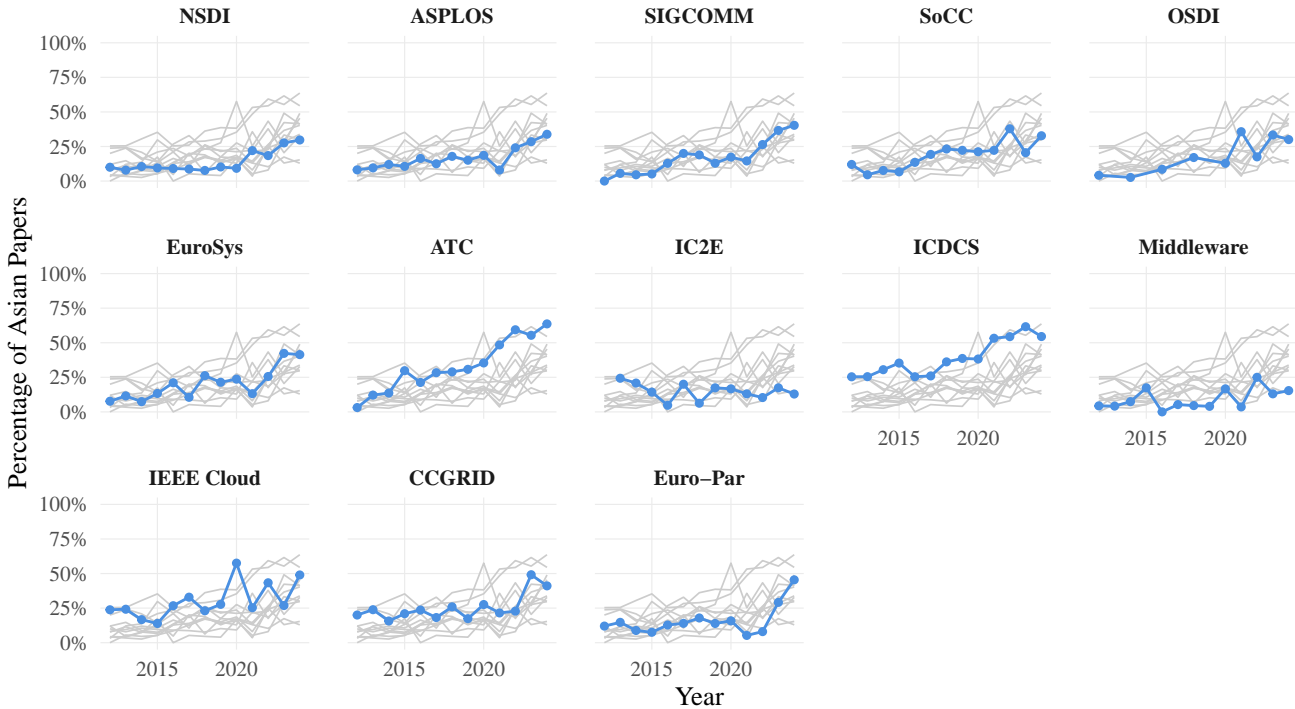 NSDI
ASPLOS
SIGCOMM
SoCC
OSDI
100%
75%
50%
25%
0%
EuroSys
ATC
IC2E
ICDCS
Middleware
100%
75%
50%
25%
0%
2015 2020
2015 2020
IEEE Cloud
CCGRID
Euro−Par
100%
75%
50%
25%
0%
2015 2020
2015 2020
2015 2020
Year
Percentage of Asian Papers